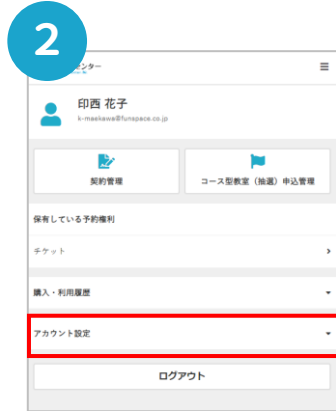 2
ンター
印西 花子
k-maekawa@funspace.co.jp
契約管理
コース型教室（抽選）申込管理
保有している予約権利
チケット
購入・利用履歴
アカウント設定
ログアウト